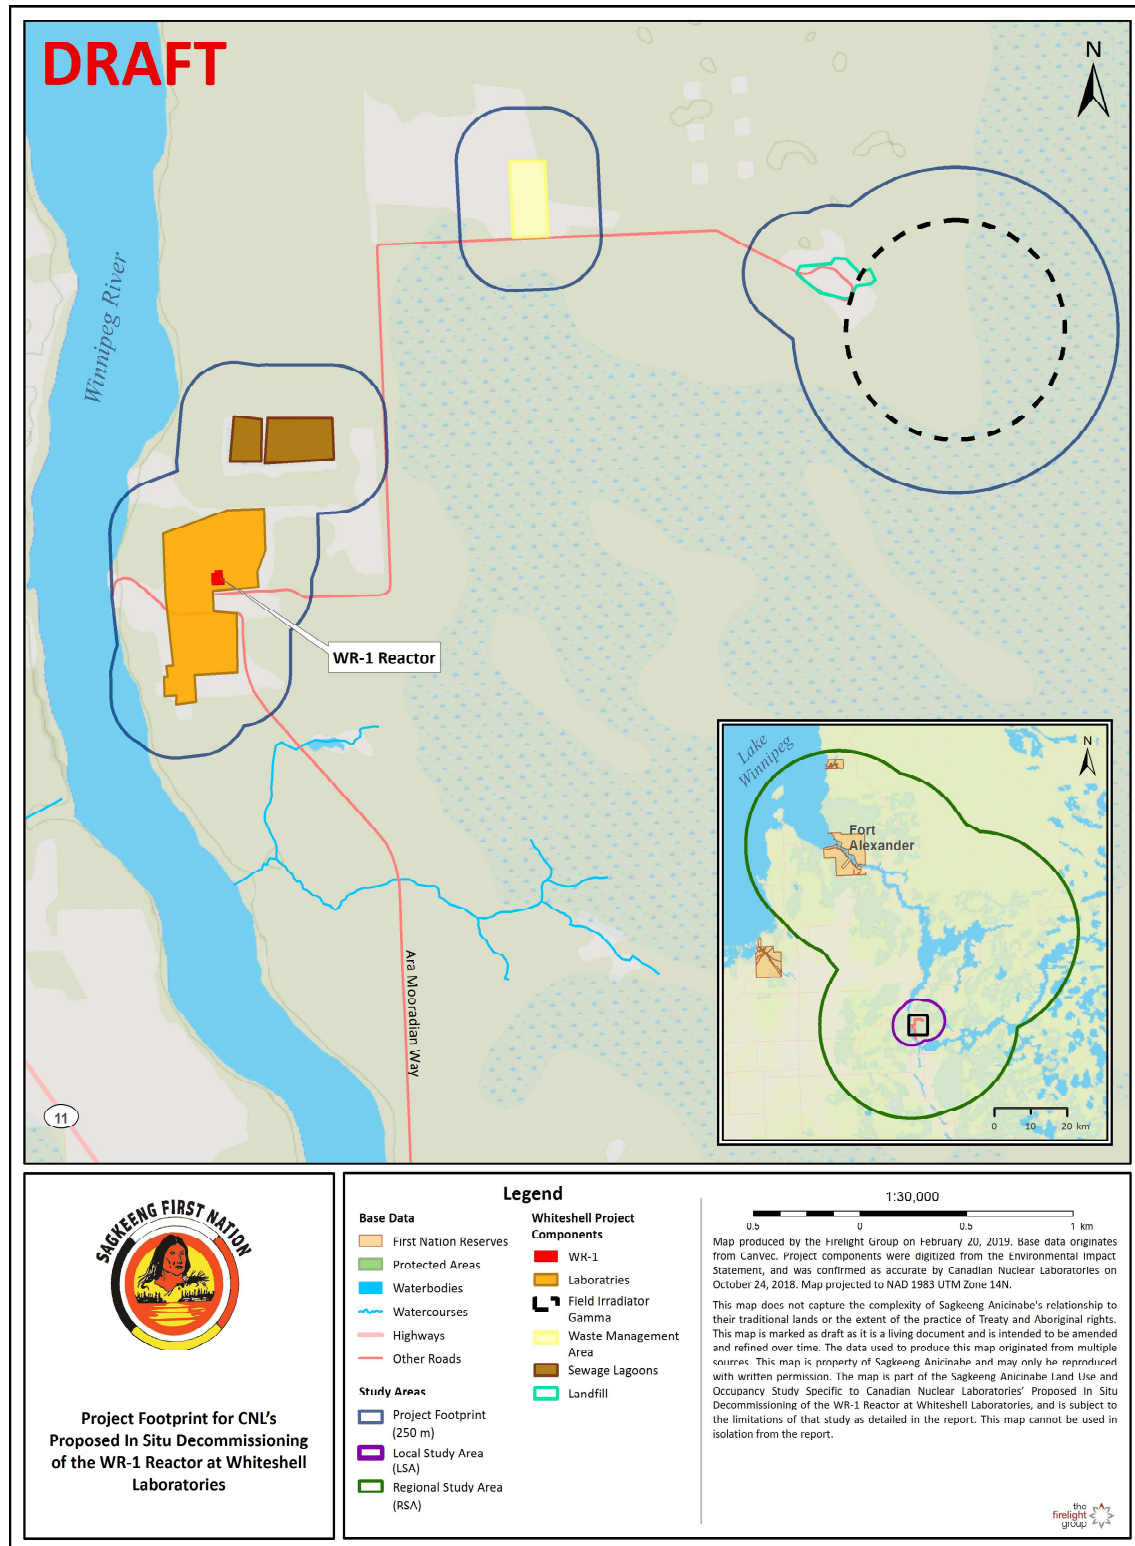 DRAFT
N
Winnipeg River
WR-1 Reactor
Ara Mooradian Way
11
Lake
Winnipeg
N
Fort
Alexander
0 10 20 km
SAGKEENG FIRST NATION
Project Footprint for CNL's
Proposed In Situ Decommissioning
of the WR-1 Reactor at Whiteshell
Laboratories
Legend
Base Data
First Nation Reserves
Protected Areas
Waterbodies
Watercourses
Highways
Other Roads
Study Areas
Project Footprint
(250 m)
Local Study Area
(LSA)
Regional Study Area
(RSA)
Whiteshell Project
Components
WR-1
Laboratries
Field Irradiator
Gamma
Waste Management
Area
Sewage Lagoons
Landfill
1:30,000
0.5 0 0.5 1 km
Map produced by the Firelight Group on February 20, 2019. Base data originates
from CanVec. Project components were digitized from the Environmental Impact
Statement, and was confirmed as accurate by Canadian Nuclear Laboratories on
October 24, 2018. Map projected to NAD 1983 UTM Zone 14N.
This map does not capture the complexity of Sagkeeng Anicinabe's relationship to
their traditional lands or the extent of the practice of Treaty and Aboriginal rights.
This map is marked as draft as it is a living document and is intended to be amended
and refined over time. The data used to produce this map originated from multiple
sources. This map is property of Sagkeeng Anicinabe and may only be reproduced
with written permission. The map is part of the Sagkeeng Anicinabe Land Use and
Occupancy Study Specific to Canadian Nuclear Laboratories' Proposed In Situ
Decommissioning of the WR-1 Reactor at Whiteshell Laboratories, and is subject to
the limitations of that study as detailed in the report. This map cannot be used in
isolation from the report.
the
firelight
group